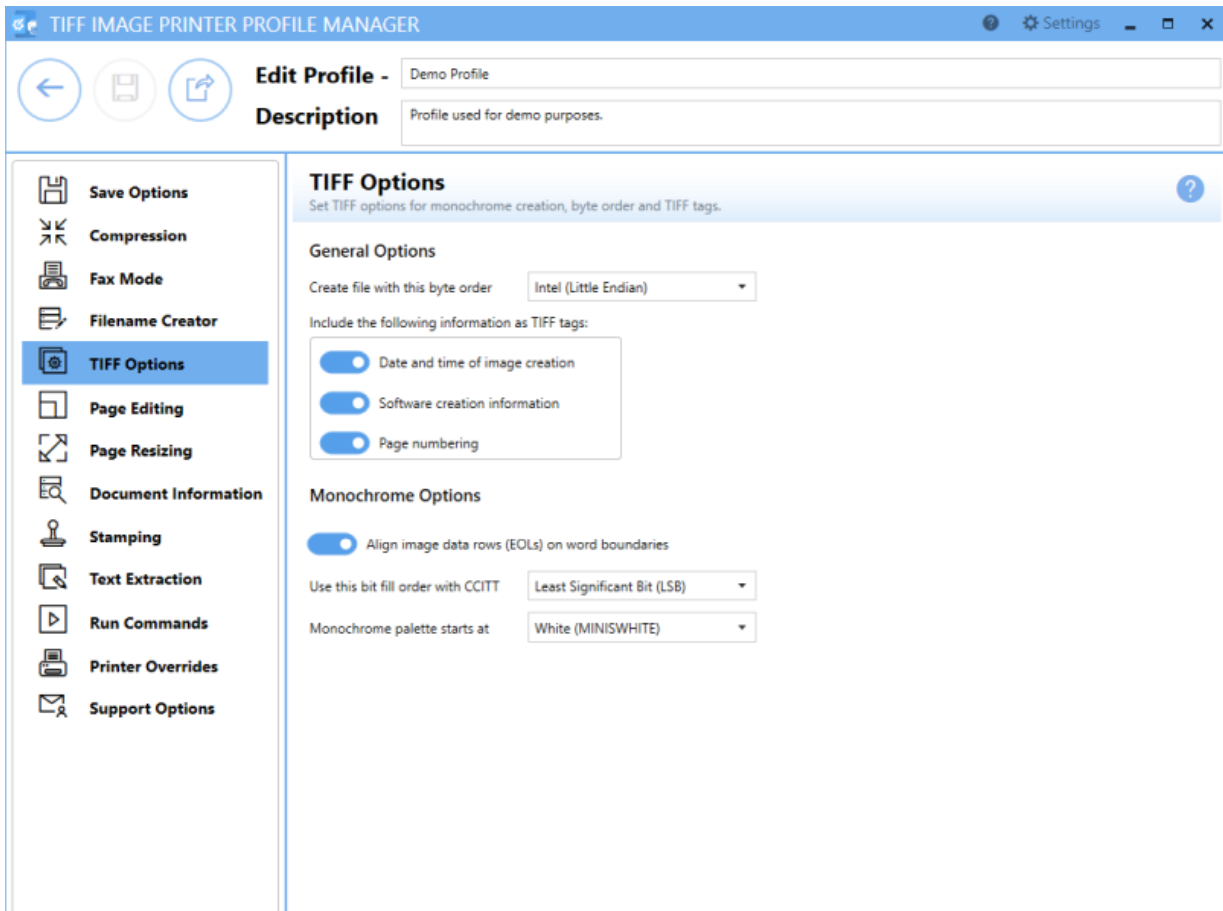 TIFF IMAGE PRINTER PROFILE MANAGER
? Settings
Edit Profile - Demo Profile
Description Profile used for demo purposes.
Save Options
Compression
Fax Mode
Filename Creator
TIFF Options
Page Editing
Page Resizing
Document Information
Stamping
Text Extraction
Run Commands
Printer Overrides
Support Options
TIFF Options
?
Set TIFF options for monochrome creation, byte order and TIFF tags.
General Options
Create file with this byte order Intel (Little Endian)
Include the following information as TIFF tags:
Date and time of image creation
Software creation information
Page numbering
Monochrome Options
Align image data rows (EOLs) on word boundaries
Use this bit fill order with CCITT Least Significant Bit (LSB)
Monochrome palette starts at White (MINISWHITE)